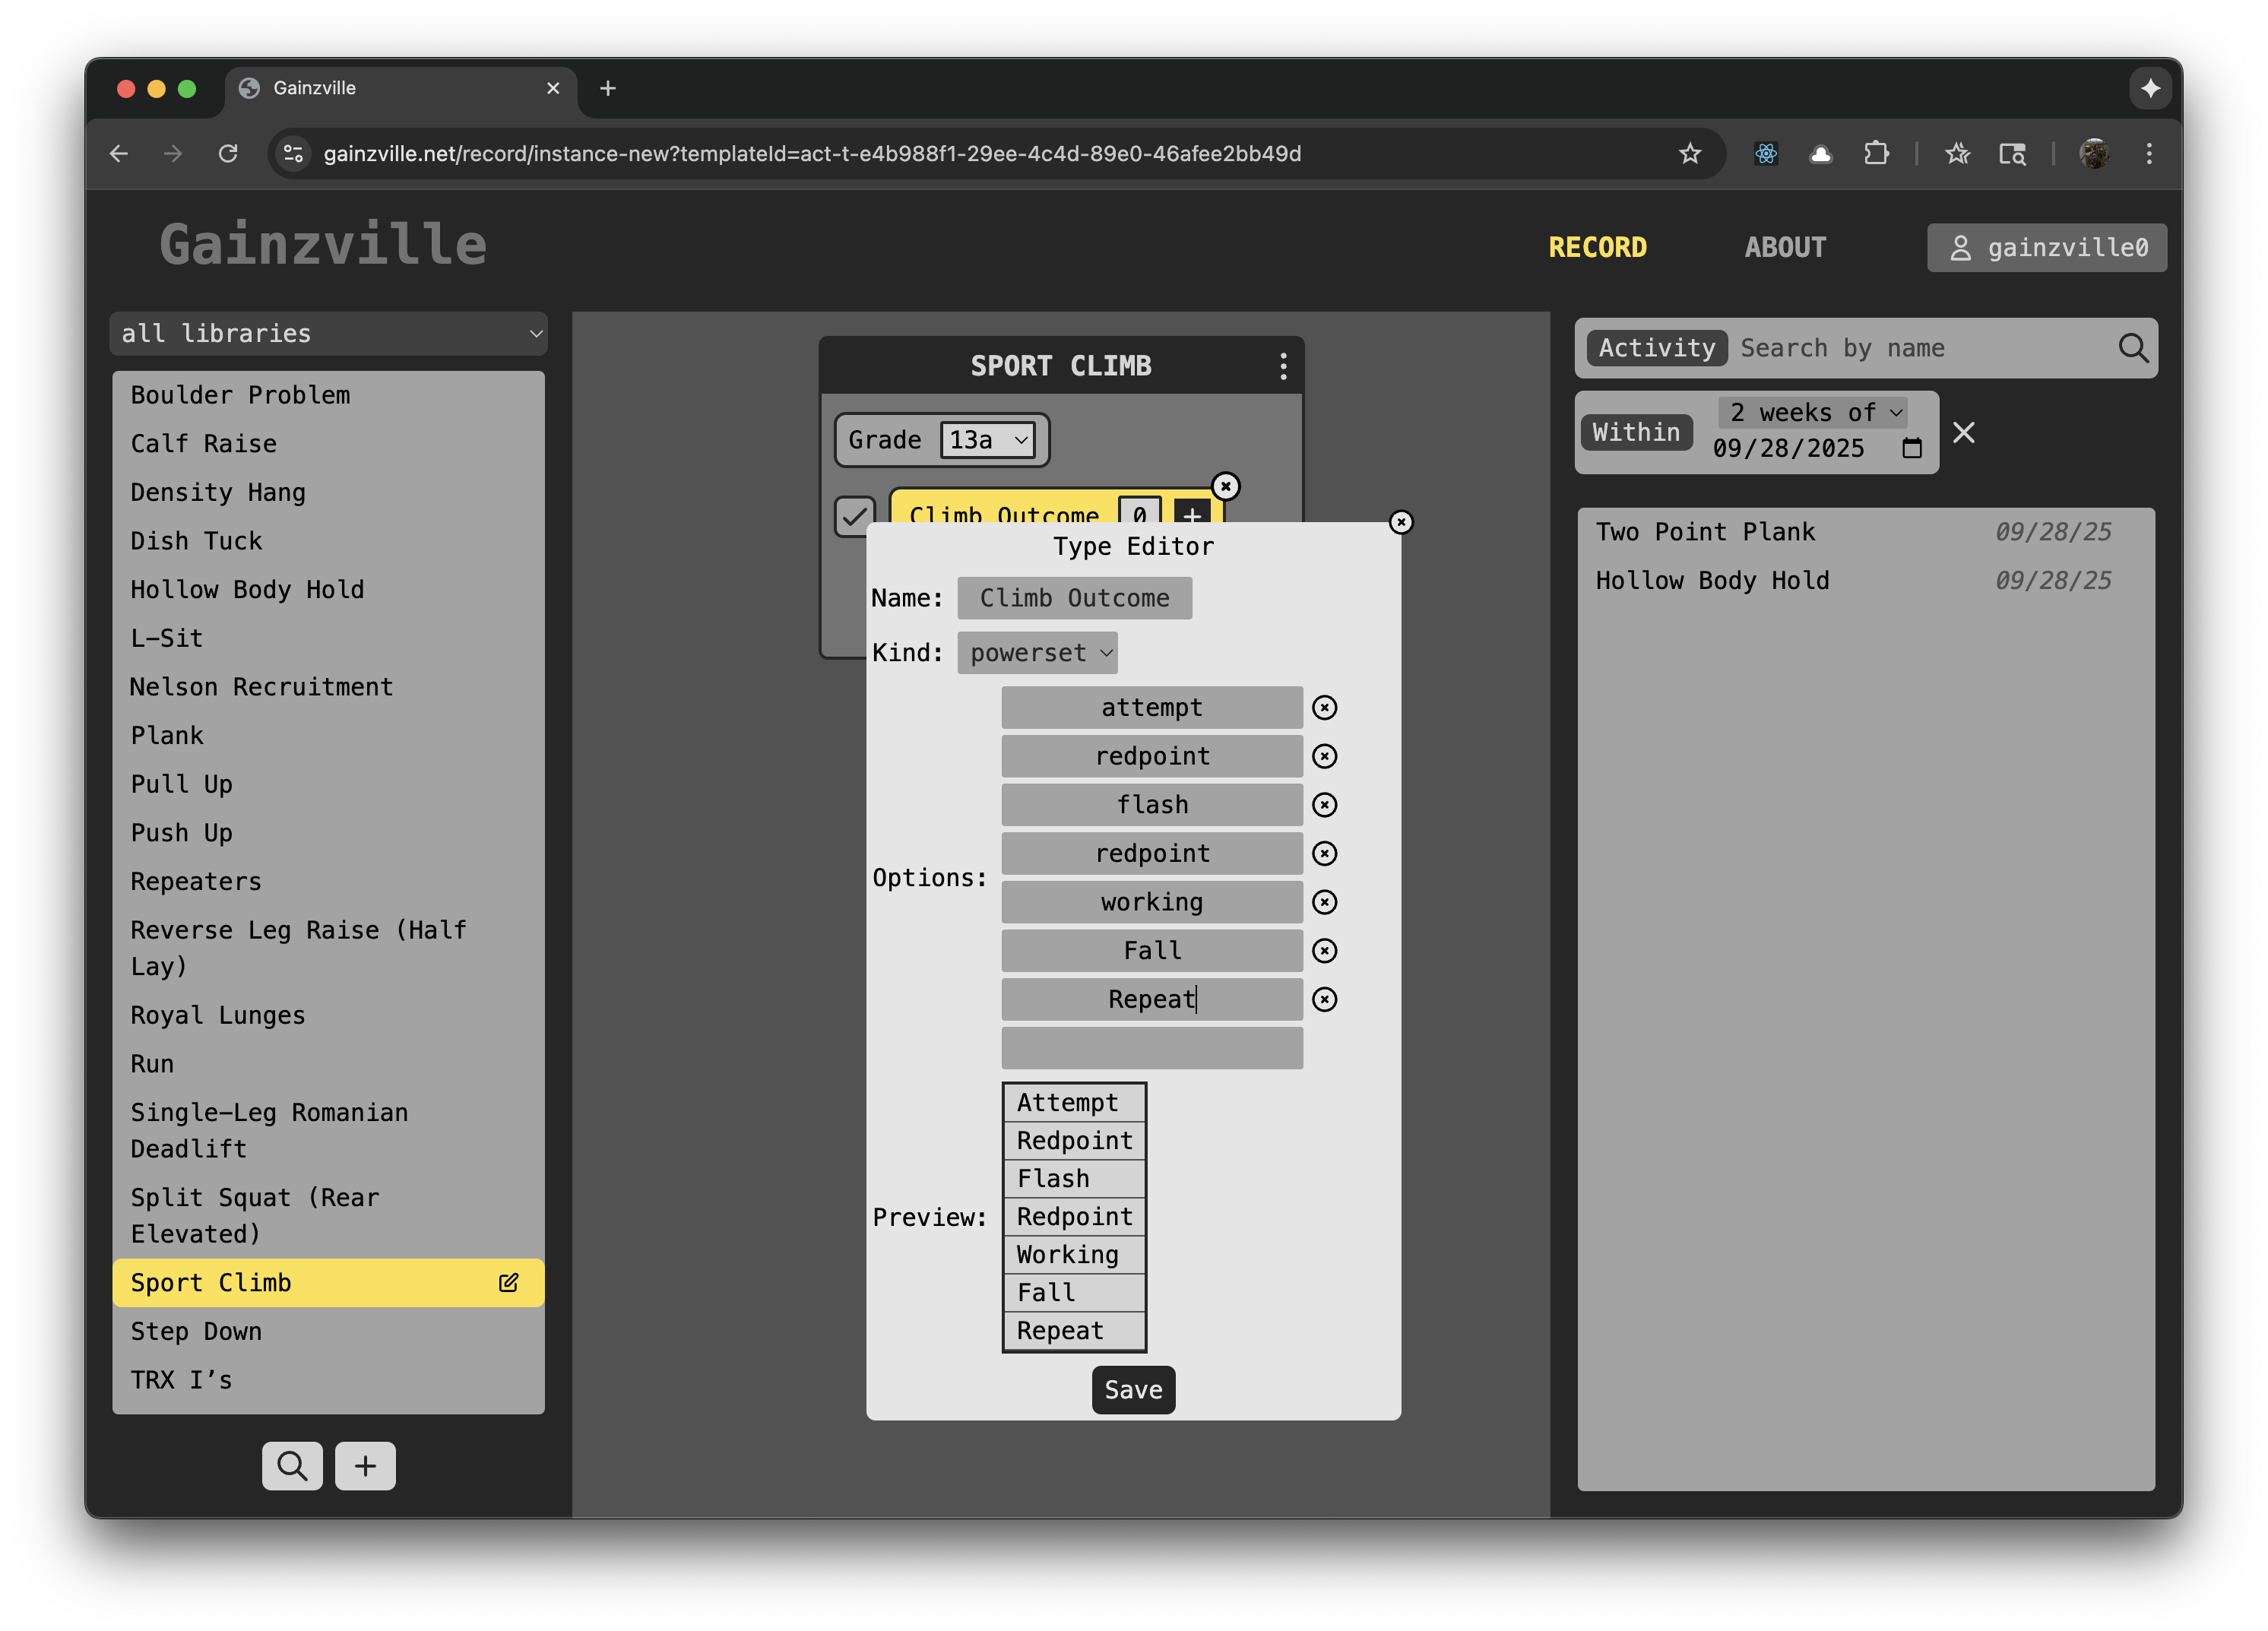 Gainzville
gainzville.net/record/instance-new?templateId=act-t-e4b988f1-29ee-4c4d-89e0-46afee2bb49d
Gainzville
RECORD
ABOUT
gainzville0
all libraries
Boulder Problem
Calf Raise
Density Hang
Dish Tuck
Hollow Body Hold
L-Sit
Nelson Recruitment
Plank
Pull Up
Push Up
Repeaters
Reverse Leg Raise (Half
Lay)
Royal Lunges
Run
Single-Leg Romanian
Deadlift
Split Squat (Rear
Elevated)
Sport Climb
Step Down
TRX I’s
SPORT CLIMB
Grade 13a
Climb Outcome 0 +
Type Editor
Name: Climb Outcome
Kind: powerset
Options:
attempt
redpoint
flash
redpoint
working
Fall
Repeat
Preview:
Attempt
Redpoint
Flash
Redpoint
Working
Fall
Repeat
Save
Activity Search by name
Within 2 weeks of
09/28/2025
Two Point Plank 09/28/25
Hollow Body Hold 09/28/25